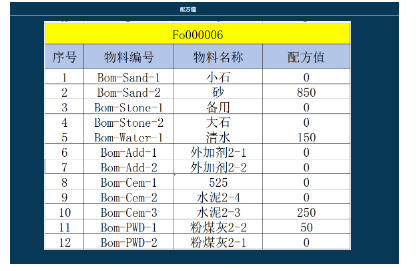 配方值
Fo000006
序号 物料编号 物料名称 配方值
1 Bom-Sand-1 小石 0
2 Bom-Sand-2 砂 850
3 Bom-Stone-1 备用 0
4 Bom-Stone-2 大石 0
5 Bom-Water-1 清水 150
6 Bom-Add-1 外加剂2-1 0
7 Bom-Add-2 外加剂2-2 0
8 Bom-Cem-1 525 0
9 Bom-Cem-2 水泥2-4 0
10 Bom-Cem-3 水泥2-3 250
11 Bom-PWD-1 粉煤灰2-2 50
12 Bom-PWD-2 粉煤灰2-1 0